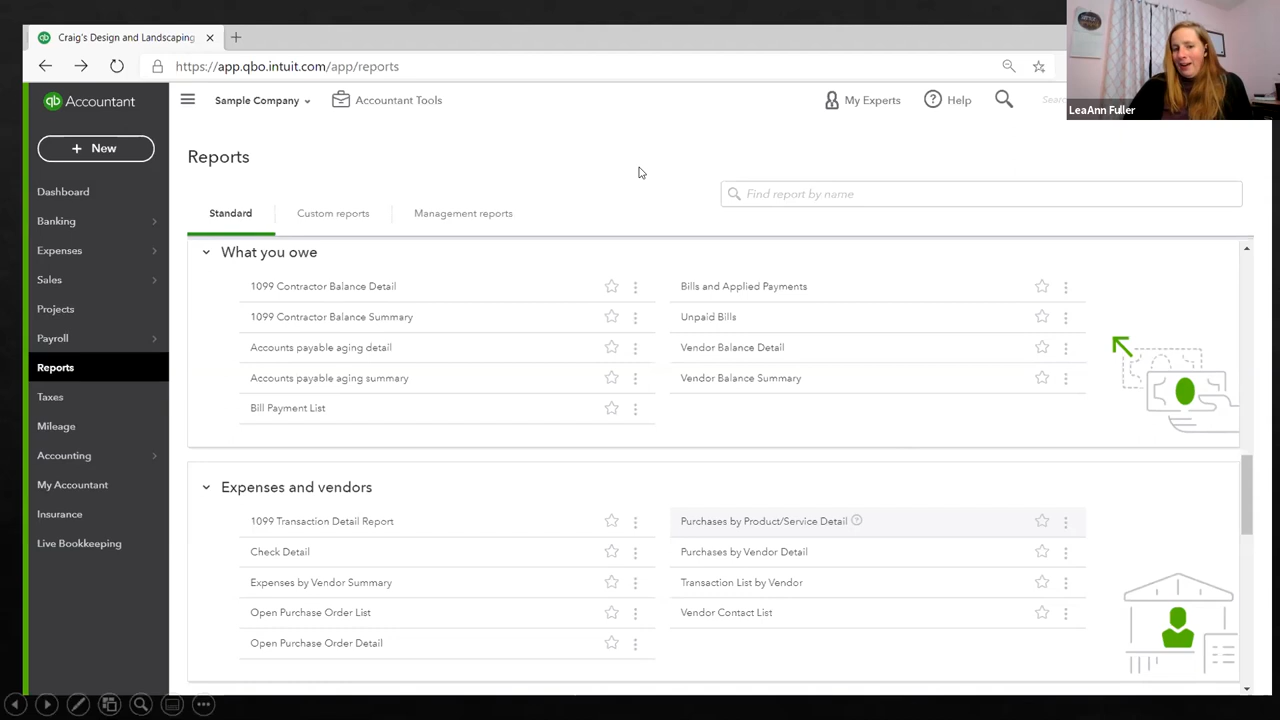 Craig's Design and Landscaping
https://app.qbo.intuit.com/app/reports
LeaAnn Fuller
qb Accountant
Sample Company
Accountant Tools
My Experts
Help
+ New
Reports
Find report by name
Standard
Custom reports
Management reports
Dashboard
Banking
Expenses
Sales
Projects
Payroll
Reports
Taxes
Mileage
Accounting
My Accountant
Insurance
Live Bookkeeping
What you owe
1099 Contractor Balance Detail
1099 Contractor Balance Summary
Accounts payable aging detail
Accounts payable aging summary
Bill Payment List
Bills and Applied Payments
Unpaid Bills
Vendor Balance Detail
Vendor Balance Summary
Expenses and vendors
1099 Transaction Detail Report
Check Detail
Expenses by Vendor Summary
Open Purchase Order List
Open Purchase Order Detail
Purchases by Product/Service Detail
Purchases by Vendor Detail
Transaction List by Vendor
Vendor Contact List